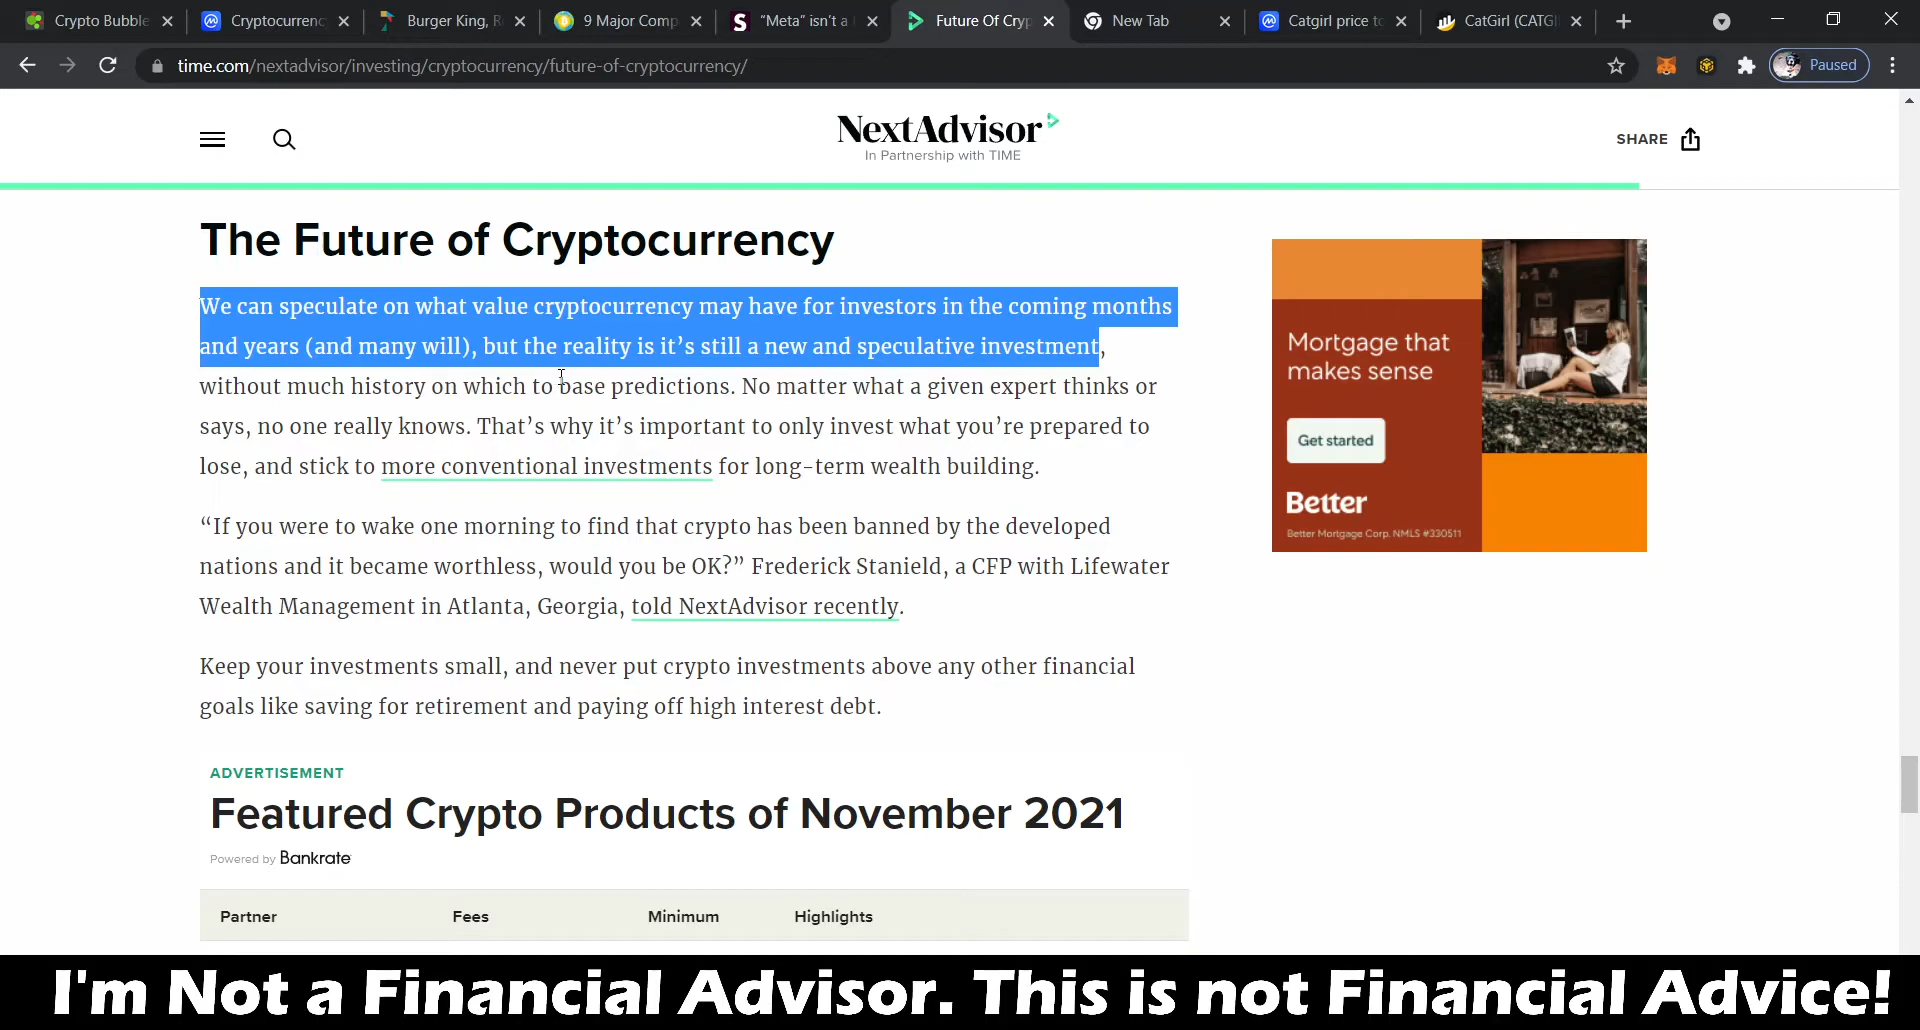 Crypto Bubble
Cryptocurrenc
Burger King, R
9 Major Comp
"Meta" isn't a
Future Of Cryp
New Tab
Catgirl price to
CatGirl (CATGI
time.com/nextadvisor/investing/cryptocurrency/future-of-cryptocurrency/
Paused
NextAdvisor
In Partnership with TIME
SHARE
The Future of Cryptocurrency
We can speculate on what value cryptocurrency may have for investors in the coming months
and years (and many will), but the reality is it's still a new and speculative investment,
without much history on which to base predictions. No matter what a given expert thinks or
says, no one really knows. That's why it's important to only invest what you're prepared to
lose, and stick to more conventional investments for long-term wealth building.
"If you were to wake one morning to find that crypto has been banned by the developed
nations and it became worthless, would you be OK?" Frederick Stanield, a CFP with Lifewater
Wealth Management in Atlanta, Georgia, told NextAdvisor recently.
Keep your investments small, and never put crypto investments above any other financial
goals like saving for retirement and paying off high interest debt.
Mortgage that
makes sense
Get started
Better
Better Mortgage Corp. NMLS #330511
ADVERTISEMENT
Featured Crypto Products of November 2021
Powered by Bankrate
Partner Fees Minimum Highlights
I'm Not a Financial Advisor. This is not Financial Advice!